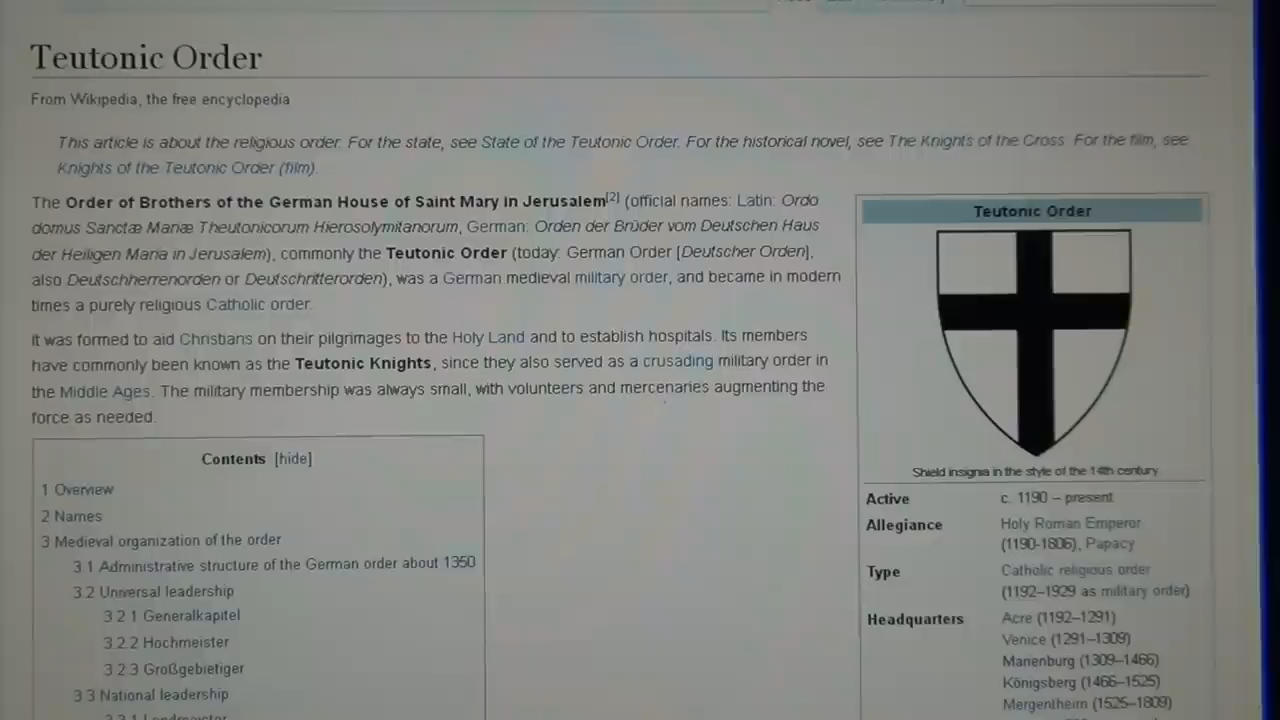 Teutonic Order
From Wikipedia, the free encyclopedia
This article is about the religious order. For the state, see State of the Teutonic Order. For the historical novel, see The Knights of the Cross. For the film, see
Knights of the Teutonic Order (film).
The Order of Brothers of the German House of Saint Mary in Jerusalem[2] (official names: Latin: Ordo
domus Sanctæ Mariæ Theutonicorum Hierosolymitanorum, German: Orden der Brüder vom Deutschen Haus
der Heiligen Maria in Jerusalem), commonly the Teutonic Order (today: German Order [Deutscher Orden],
also Deutschherrenorden or Deutschritterorden), was a German medieval military order, and became in modern
times a purely religious Catholic order.
It was formed to aid Christians on their pilgrimages to the Holy Land and to establish hospitals. Its members
have commonly been known as the Teutonic Knights, since they also served as a crusading military order in
the Middle Ages. The military membership was always small, with volunteers and mercenaries augmenting the
force as needed.
Contents [hide]
1 Overview
2 Names
3 Medieval organization of the order
3.1 Administrative structure of the German order about 1350
3.2 Universal leadership
3.2.1 Generalkapitel
3.2.2 Hochmeister
3.2.3 Großgebietiger
3.3 National leadership
3.3.1 Landmeister
Teutonic Order
Shield insignia in the style of the 14th century
Active c. 1190 – present
Allegiance Holy Roman Emperor
(1190-1806), Papacy
Type Catholic religious order
(1192–1929 as military order)
Headquarters Acre (1192–1291)
Venice (1291–1309)
Marienburg (1309–1466)
Königsberg (1466–1525)
Mergentheim (1525–1809)